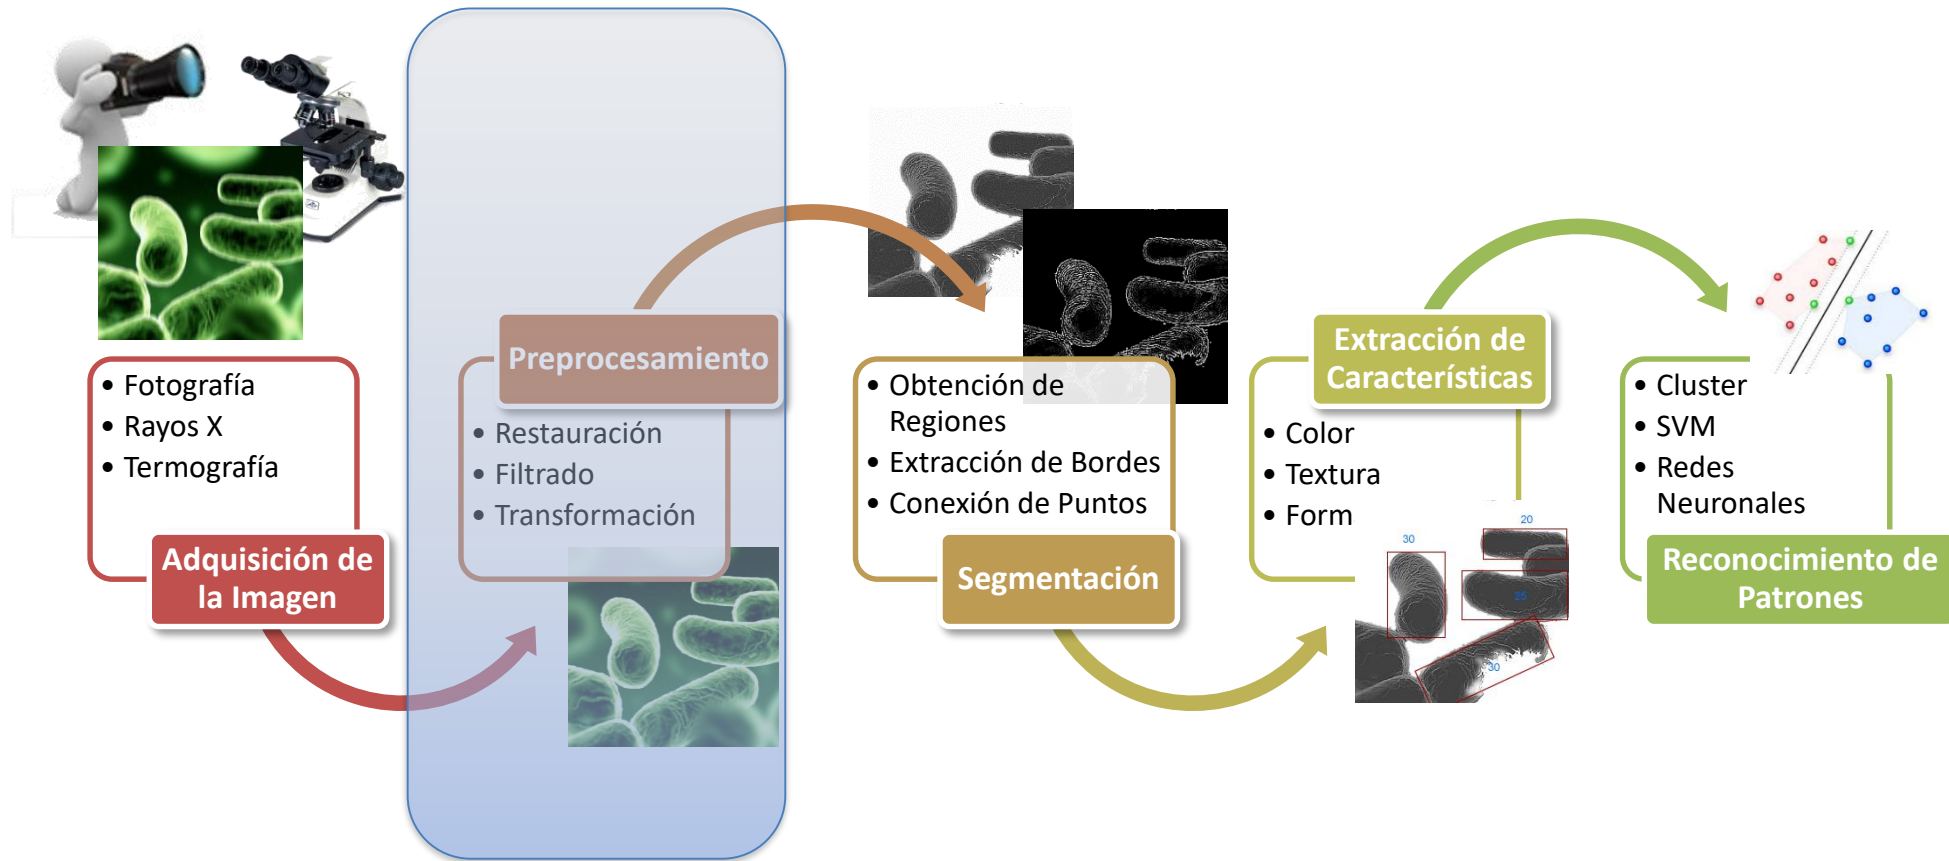 • Fotografía
• Rayos X
• Termografía
Adquisición de
la Imagen
Preprocesamiento
• Restauración
• Filtrado
• Transformación
• Obtención de
Regiones
• Extracción de Bordes
• Conexión de Puntos
Segmentación
Extracción de
Características
• Color
• Textura
• Form
20
30
25
30
• Cluster
• SVM
• Redes
Neuronales
Reconocimiento de
Patrones